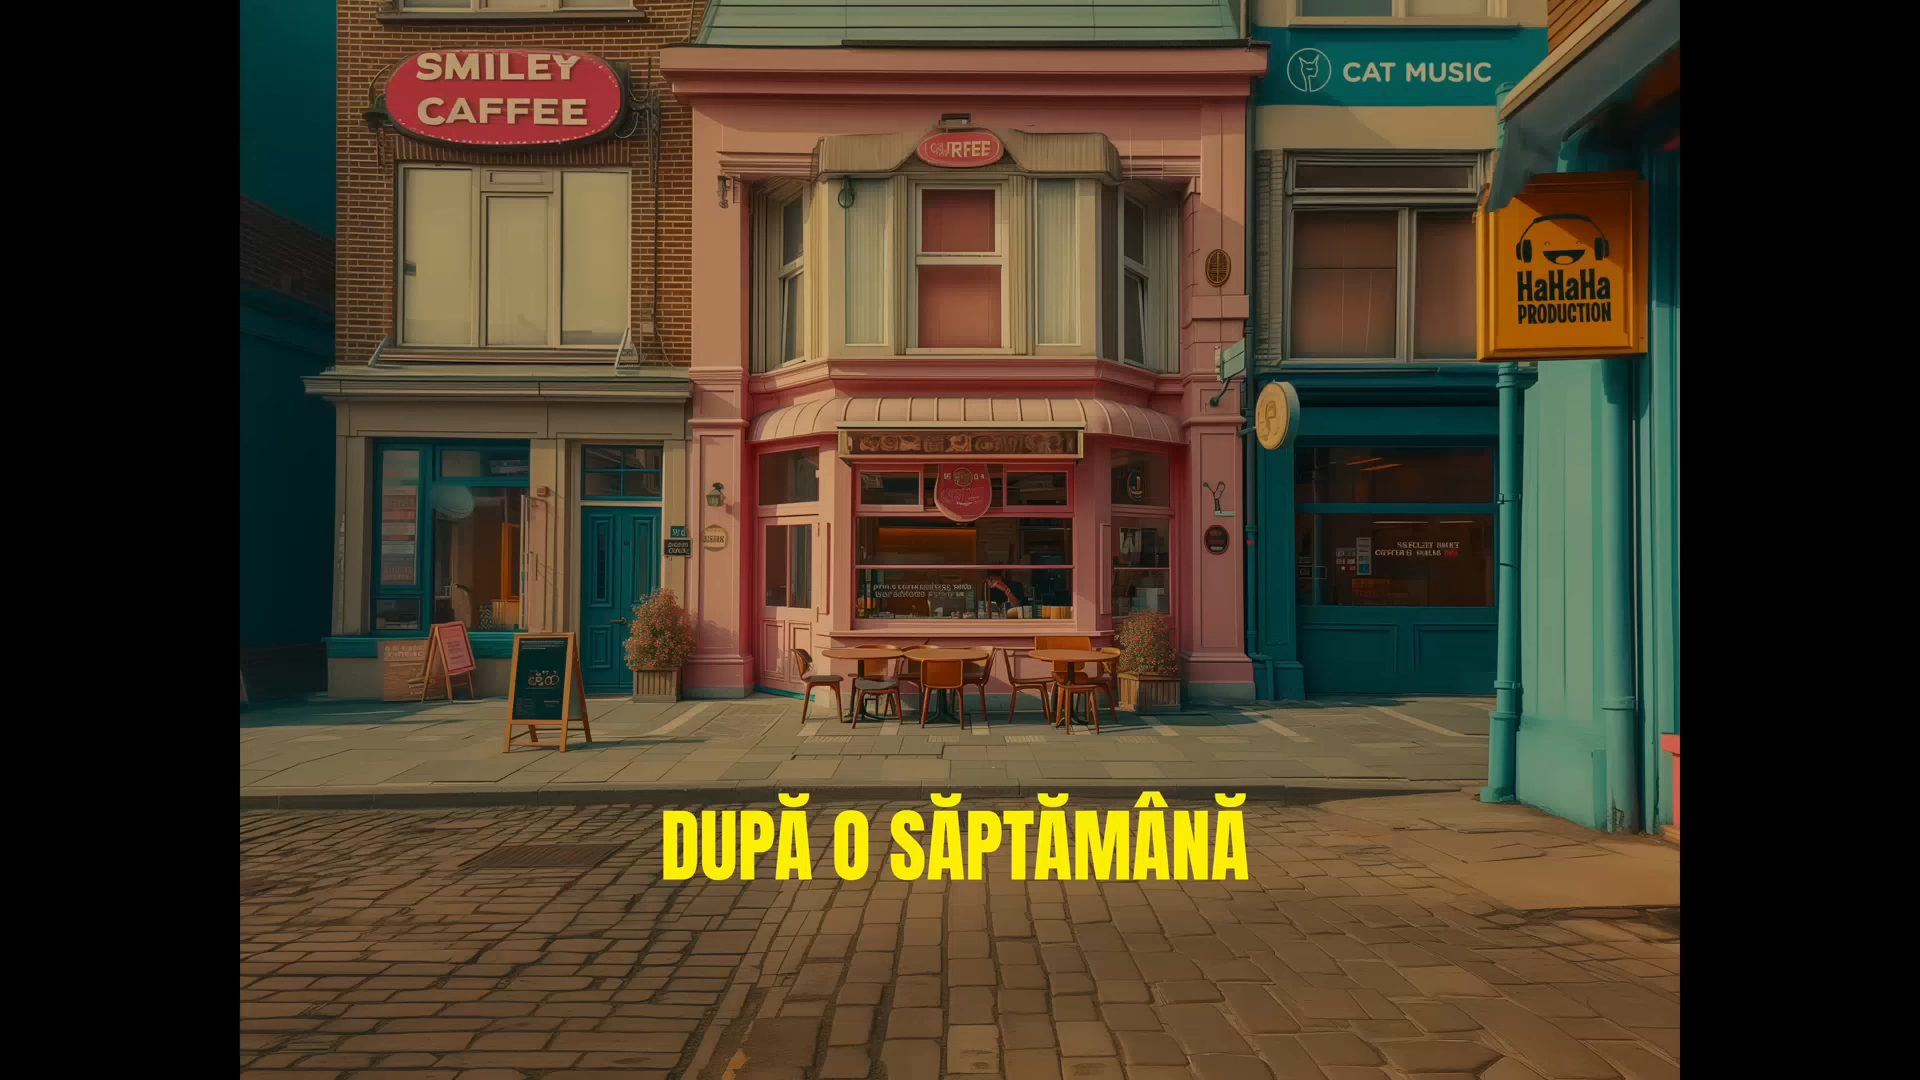 SMILEY
CAFFEE
CAT MUSIC
HaHaHa
PRODUCTION
DUPĂ O SĂPTĂMÂNĂ